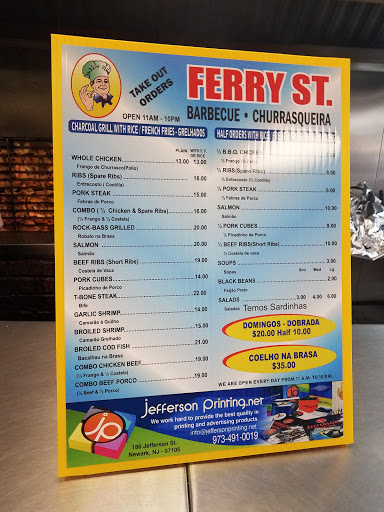 TAKE OUT
ORDERS
OPEN 11AM - 10PM
FERRY ST.
BARBECUE • CHURRASQUEIRA
CHARCOAL GRILL WITH RICE / FRENCH FRIES - GRELHADOS
PLAIN WITH F.F. OR RICE
WHOLE CHICKEN 13.00 13.00
Frango de Churrasco(Polio)
RIBS (Spare Ribs) 16.00
Entrecosto ( Costilla)
PORK STEAK 15.00
Febras de Porco
COMBO ( ½ Chicken & Spare Ribs) 16.00
(½ Frango & ½ Costela)
ROCK-BASS GRILLED 20.00
Robalo na Brasa
SALMON 20.00
Salmão
BEEF RIBS (Short Ribs) 19.00
Costela de Vaca
PORK CUBES 14.00
Picadinho de Porco
T-BONE STEAK 22.00
Bife
GARLIC SHRIMP 14.00
Camarão à Guilho
BROILED SHRIMP 15.00
Camarão Grelhado
BROILED COD FISH 21.00
Bacalhau na Brasa
COMBO CHICKEN BEEF 19.00
(½ Frango & ½ Costela)
COMBO BEEF PORCO 19.00
(½ Beef & ½ Porco)
HALF ORDERS WITH RICE
½ B.B.Q. CHICKEN
½ Frango
½ RIBS(Spare Ribs)
½ Entrecosto (½ Costilla)
½ PORK STEAK 9.00
½ Febras de Porco
SALMON 10.00
Salmão
½ PORK CUBES 9.00
½ Picadinho de Porco
½ BEEF RIBS(Short Ribs) 10.00
½ Costela de Vaca
SOUPS 3.00
Sopas Sml Med Lg.
BLACK BEANS 2.00
Feijão Preto
SALADS 3.00 4.00 6.00
Saladas Temos Sardinhas
DOMINGOS - DOBRADA
$20.00 Half 10.00
COELHO NA BRASA
$35.00
WE ARE OPEN EVERY DAY FROM 11 A.M. TO 10 P.M.
jp
Jefferson Printing.net
We work hard to provide the best quality in
printing and advertising products.
info@jeffersonprinting.net
973-491-0019
186 Jefferson St.
Newark, NJ - 07105